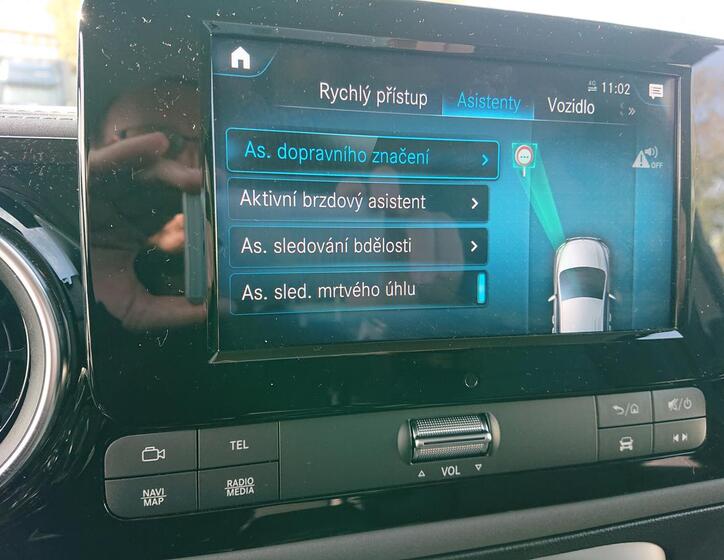 4G 11:02
Rychlý přístup Asistenty Vozidlo
As. dopravního značení
OFF
Aktivní brzdový asistent
As. sledování bdělosti
As. sled. mrtvého úhlu
TEL
NAVI
MAP
RADIO
MEDIA
VOL